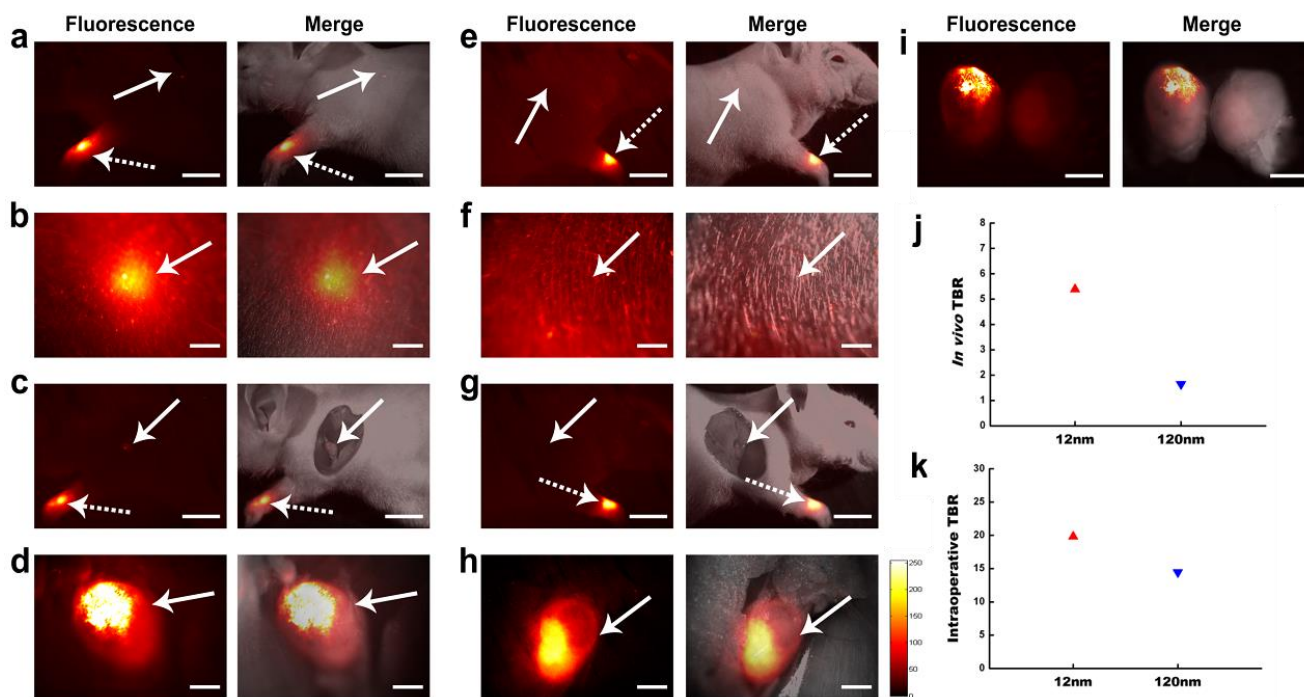 Fluorescence Merge Fluorescence Merge Fluorescence Merge
a e i
b f
c g
d h
250
200
150
100
50
0
j
In vivo TBR
8
7
6
5
4
3
2
1
0
12nm 120nm
k
Intraoperative TBR
30
25
20
15
10
5
0
12nm 120nm